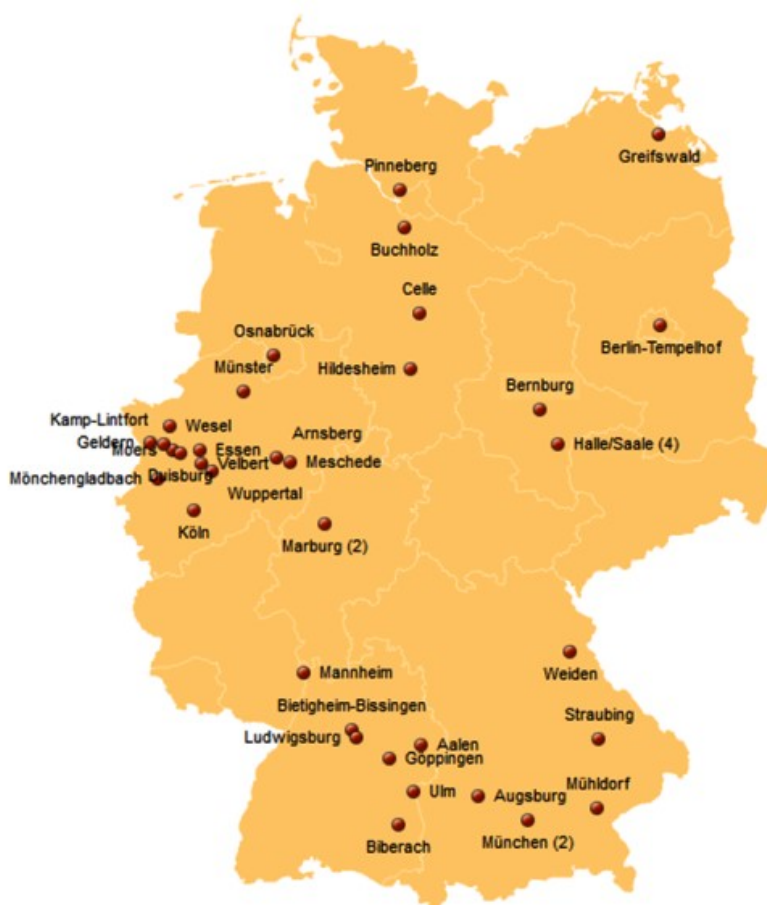 Greifswald
Pinneberg
Buchholz
Celle
Berlin-Tempelhof
Osnabrück
Hildesheim
Münster
Bernburg
Kamp-Lintfort
Wesel
Arnsberg
Geldern
Moers
Essen
Halle/Saale (4)
Velbert
Meschede
Mönchengladbach
Duisburg
Wuppertal
Köln
Marburg (2)
Mannheim
Weiden
Bietigheim-Bissingen
Straubing
Ludwigsburg
Aalen
Göppingen
Ulm
Augsburg
Mühldorf
Biberach
München (2)